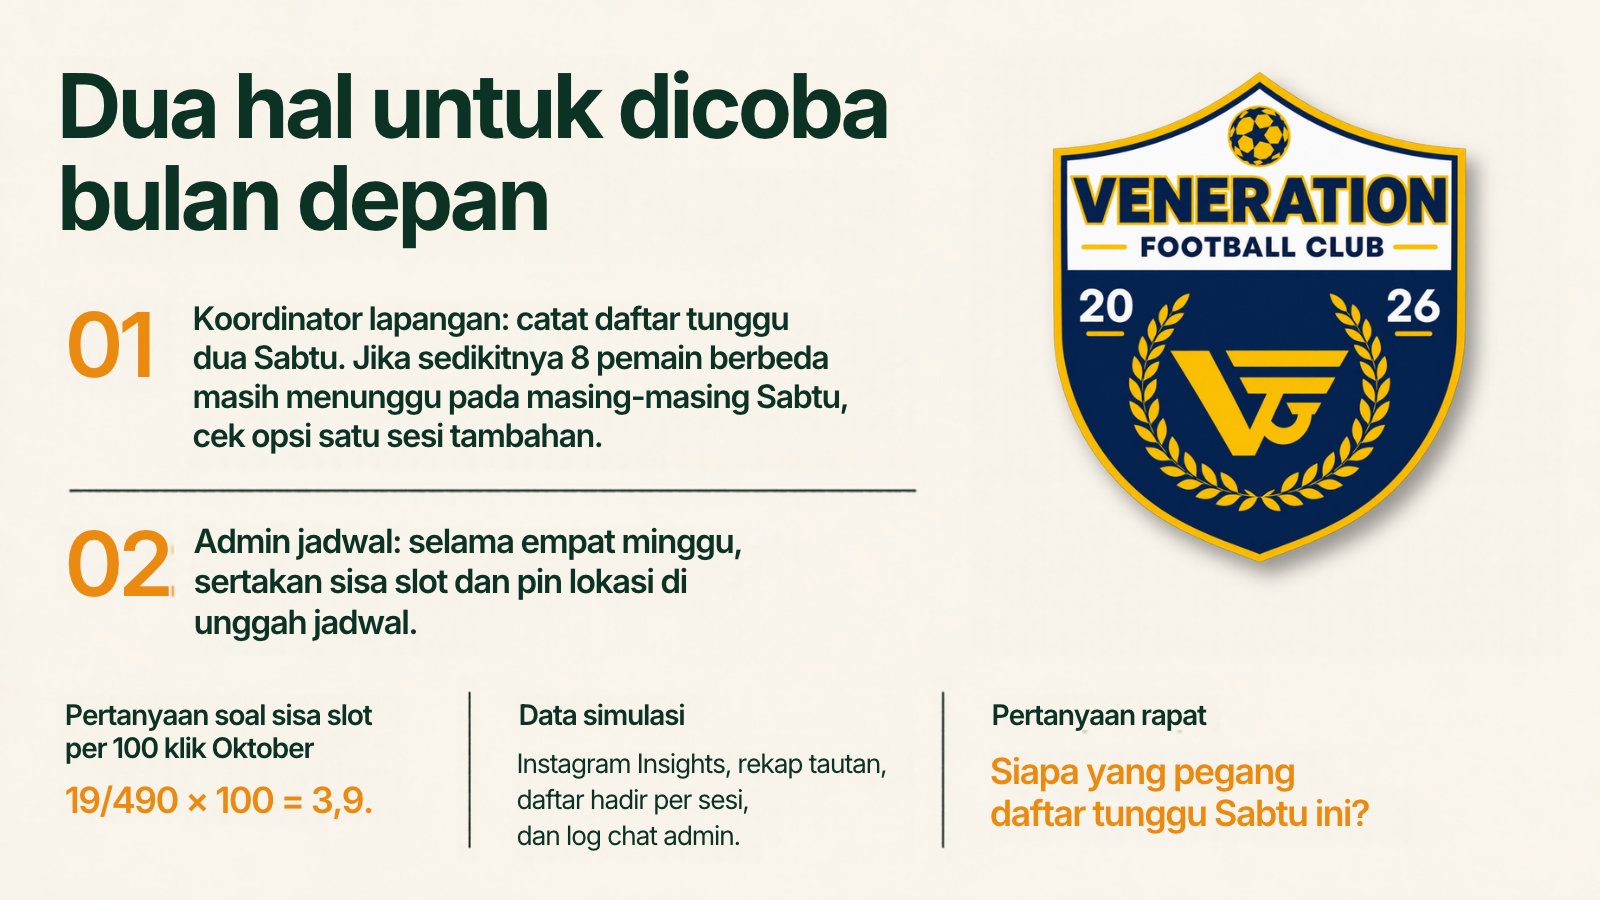 Dua hal untuk dicoba
bulan depan
01
Koordinator lapangan: catat daftar tunggu
dua Sabtu. Jika sedikitnya 8 pemain berbeda
masih menunggu pada masing-masing Sabtu,
cek opsi satu sesi tambahan.
02
Admin jadwal: selama empat minggu,
sertakan sisa slot dan pin lokasi di
unggah jadwal.
Pertanyaan soal sisa slot
per 100 klik Oktober
19/490 × 100 = 3,9.
Data simulasi
Instagram Insights, rekap tautan,
daftar hadir per sesi,
dan log chat admin.
Pertanyaan rapat
Siapa yang pegang
daftar tunggu Sabtu ini?
VENERATION
FOOTBALL CLUB
20 26
VFG